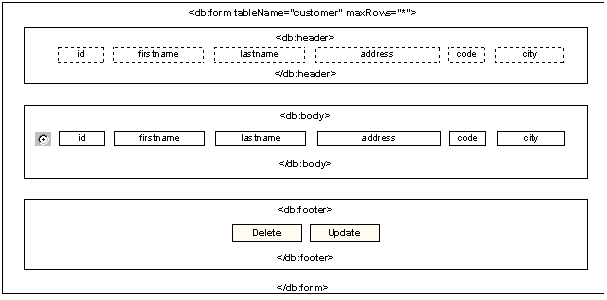 <db:form tableName="customer" maxRows="*">
<db:header>
id firstname lastname address code city
</db:header>
<db:body>
id firstname lastname address code city
</db:body>
<db:footer>
Delete Update
</db:footer>
</db:form>